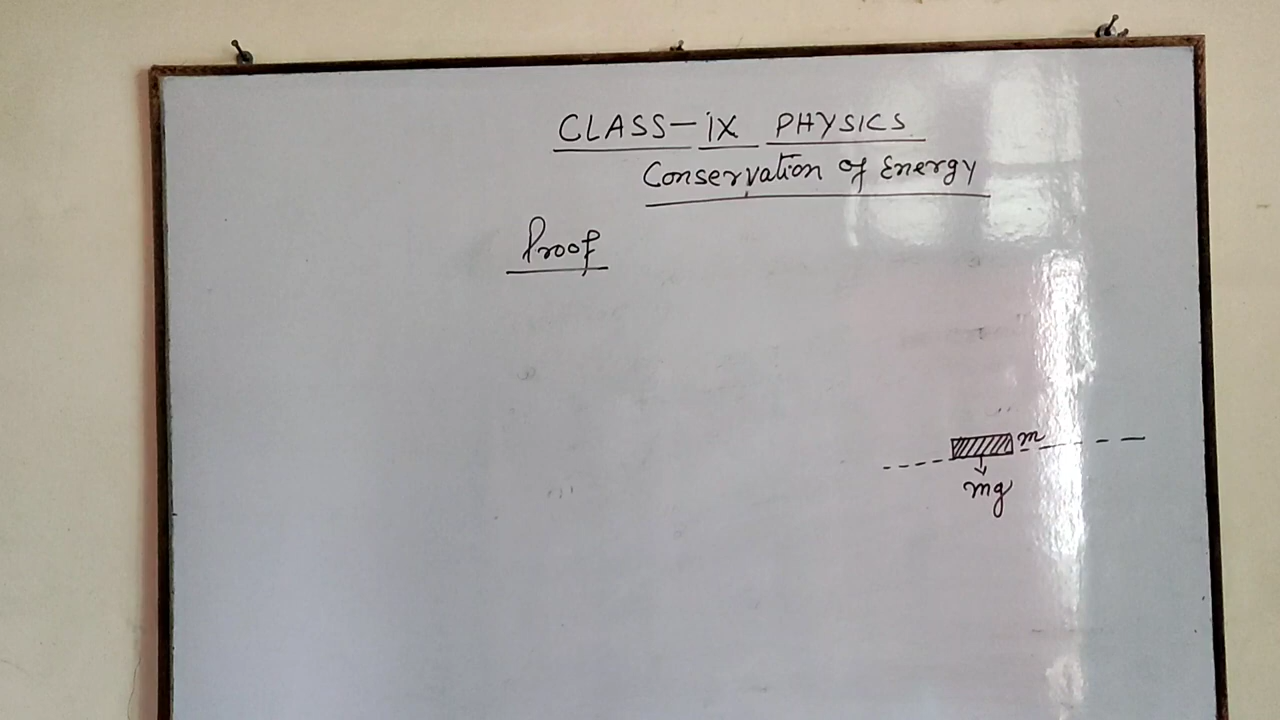 CLASS-IX PHYSICS
Conservation of Energy
Proof
m
mg